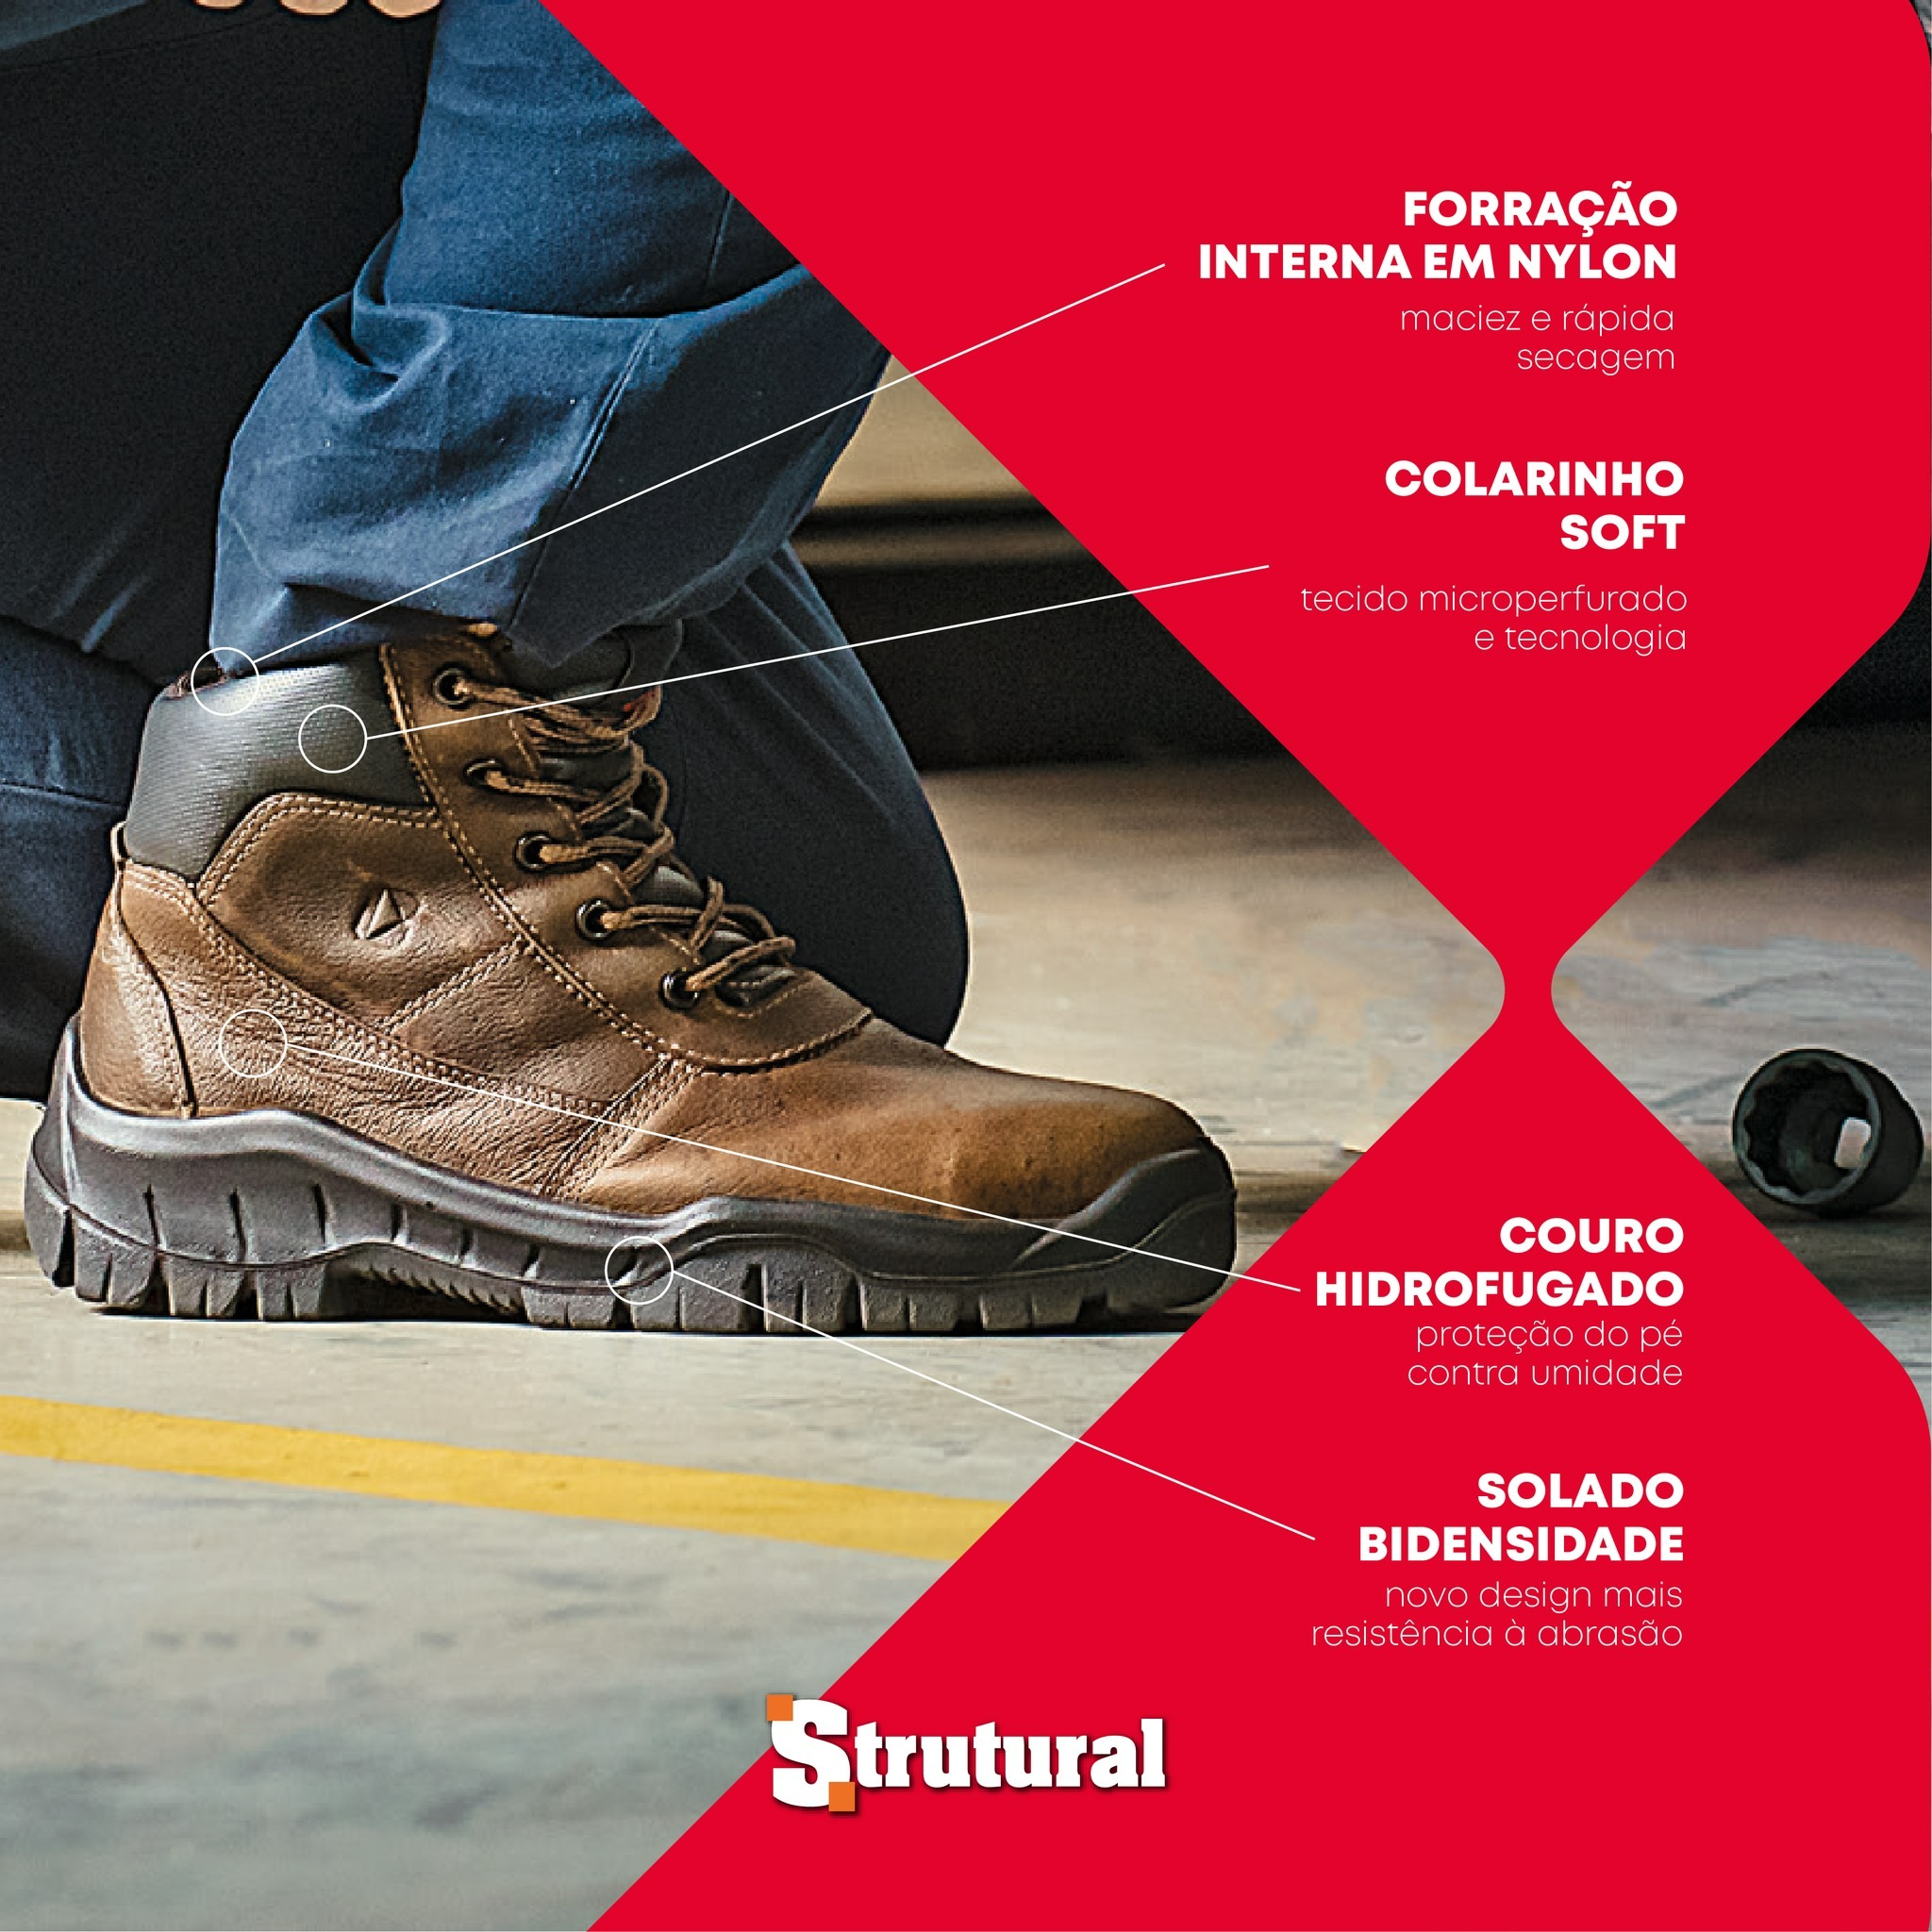 FORRAÇÃO
INTERNA EM NYLON
maciez e rápida
secagem
COLARINHO
SOFT
tecido microperfurado
e tecnologia
COURO
HIDROFUGADO
proteção do pé
contra umidade
SOLADO
BIDENSIDADE
novo design mais
resistência à abrasão
Strutural